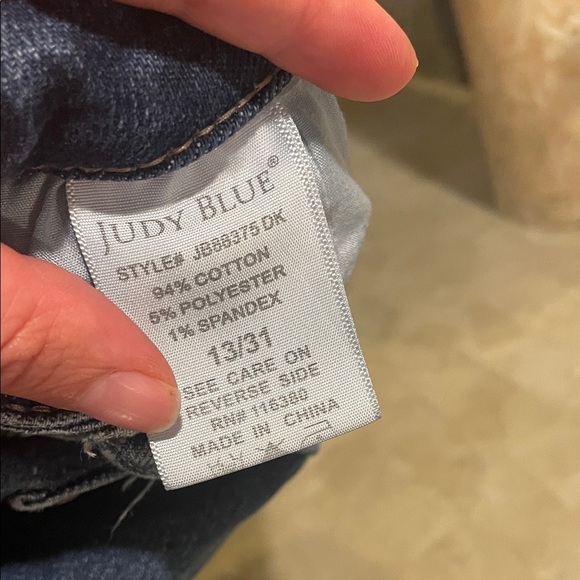 JUDY BLUE®
STYLE# JB88375 DK
94% COTTON
5% POLYESTER
1% SPANDEX
13/31
SEE CARE ON
REVERSE SIDE
RN# 116380
MADE IN CHINA